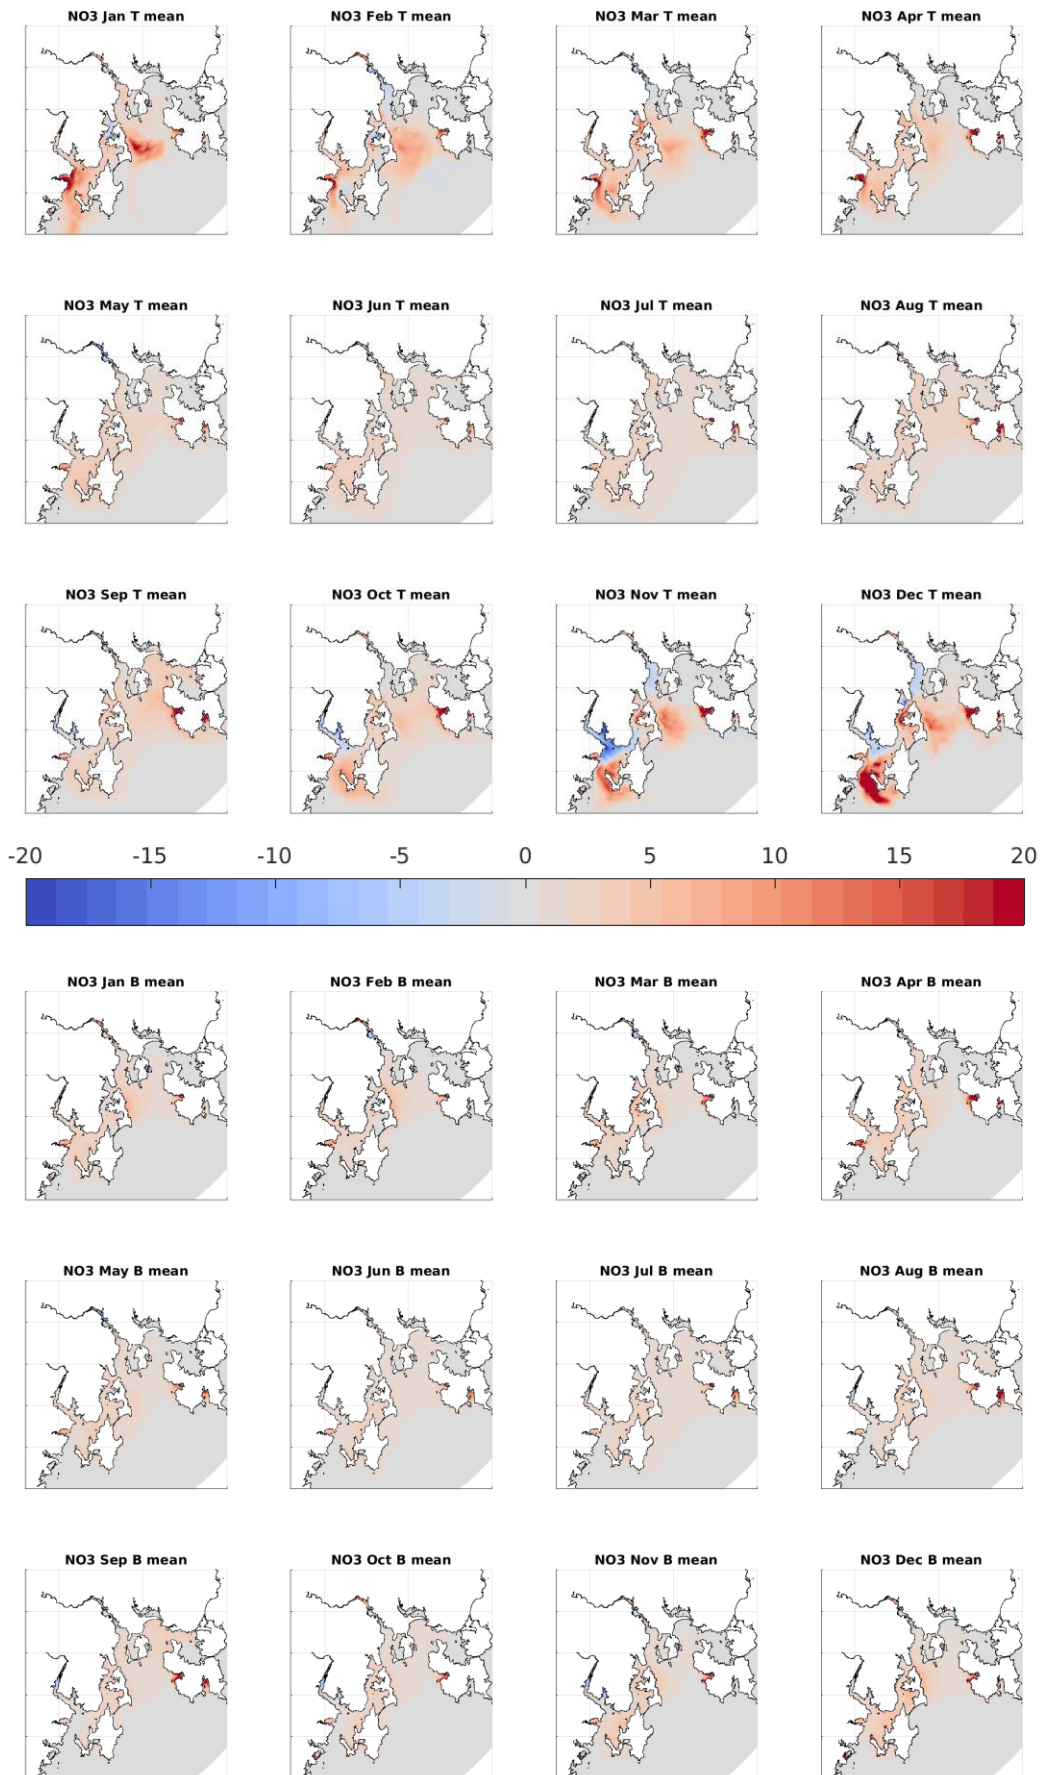 NO3 Jan T mean NO3 Feb T mean NO3 Mar T mean NO3 Apr T mean
NO3 May T mean NO3 Jun T mean NO3 Jul T mean NO3 Aug T mean
NO3 Sep T mean NO3 Oct T mean NO3 Nov T mean NO3 Dec T mean
-20 -15 -10 -5 0 5 10 15 20
NO3 Jan B mean NO3 Feb B mean NO3 Mar B mean NO3 Apr B mean
NO3 May B mean NO3 Jun B mean NO3 Jul B mean NO3 Aug B mean
NO3 Sep B mean NO3 Oct B mean NO3 Nov B mean NO3 Dec B mean